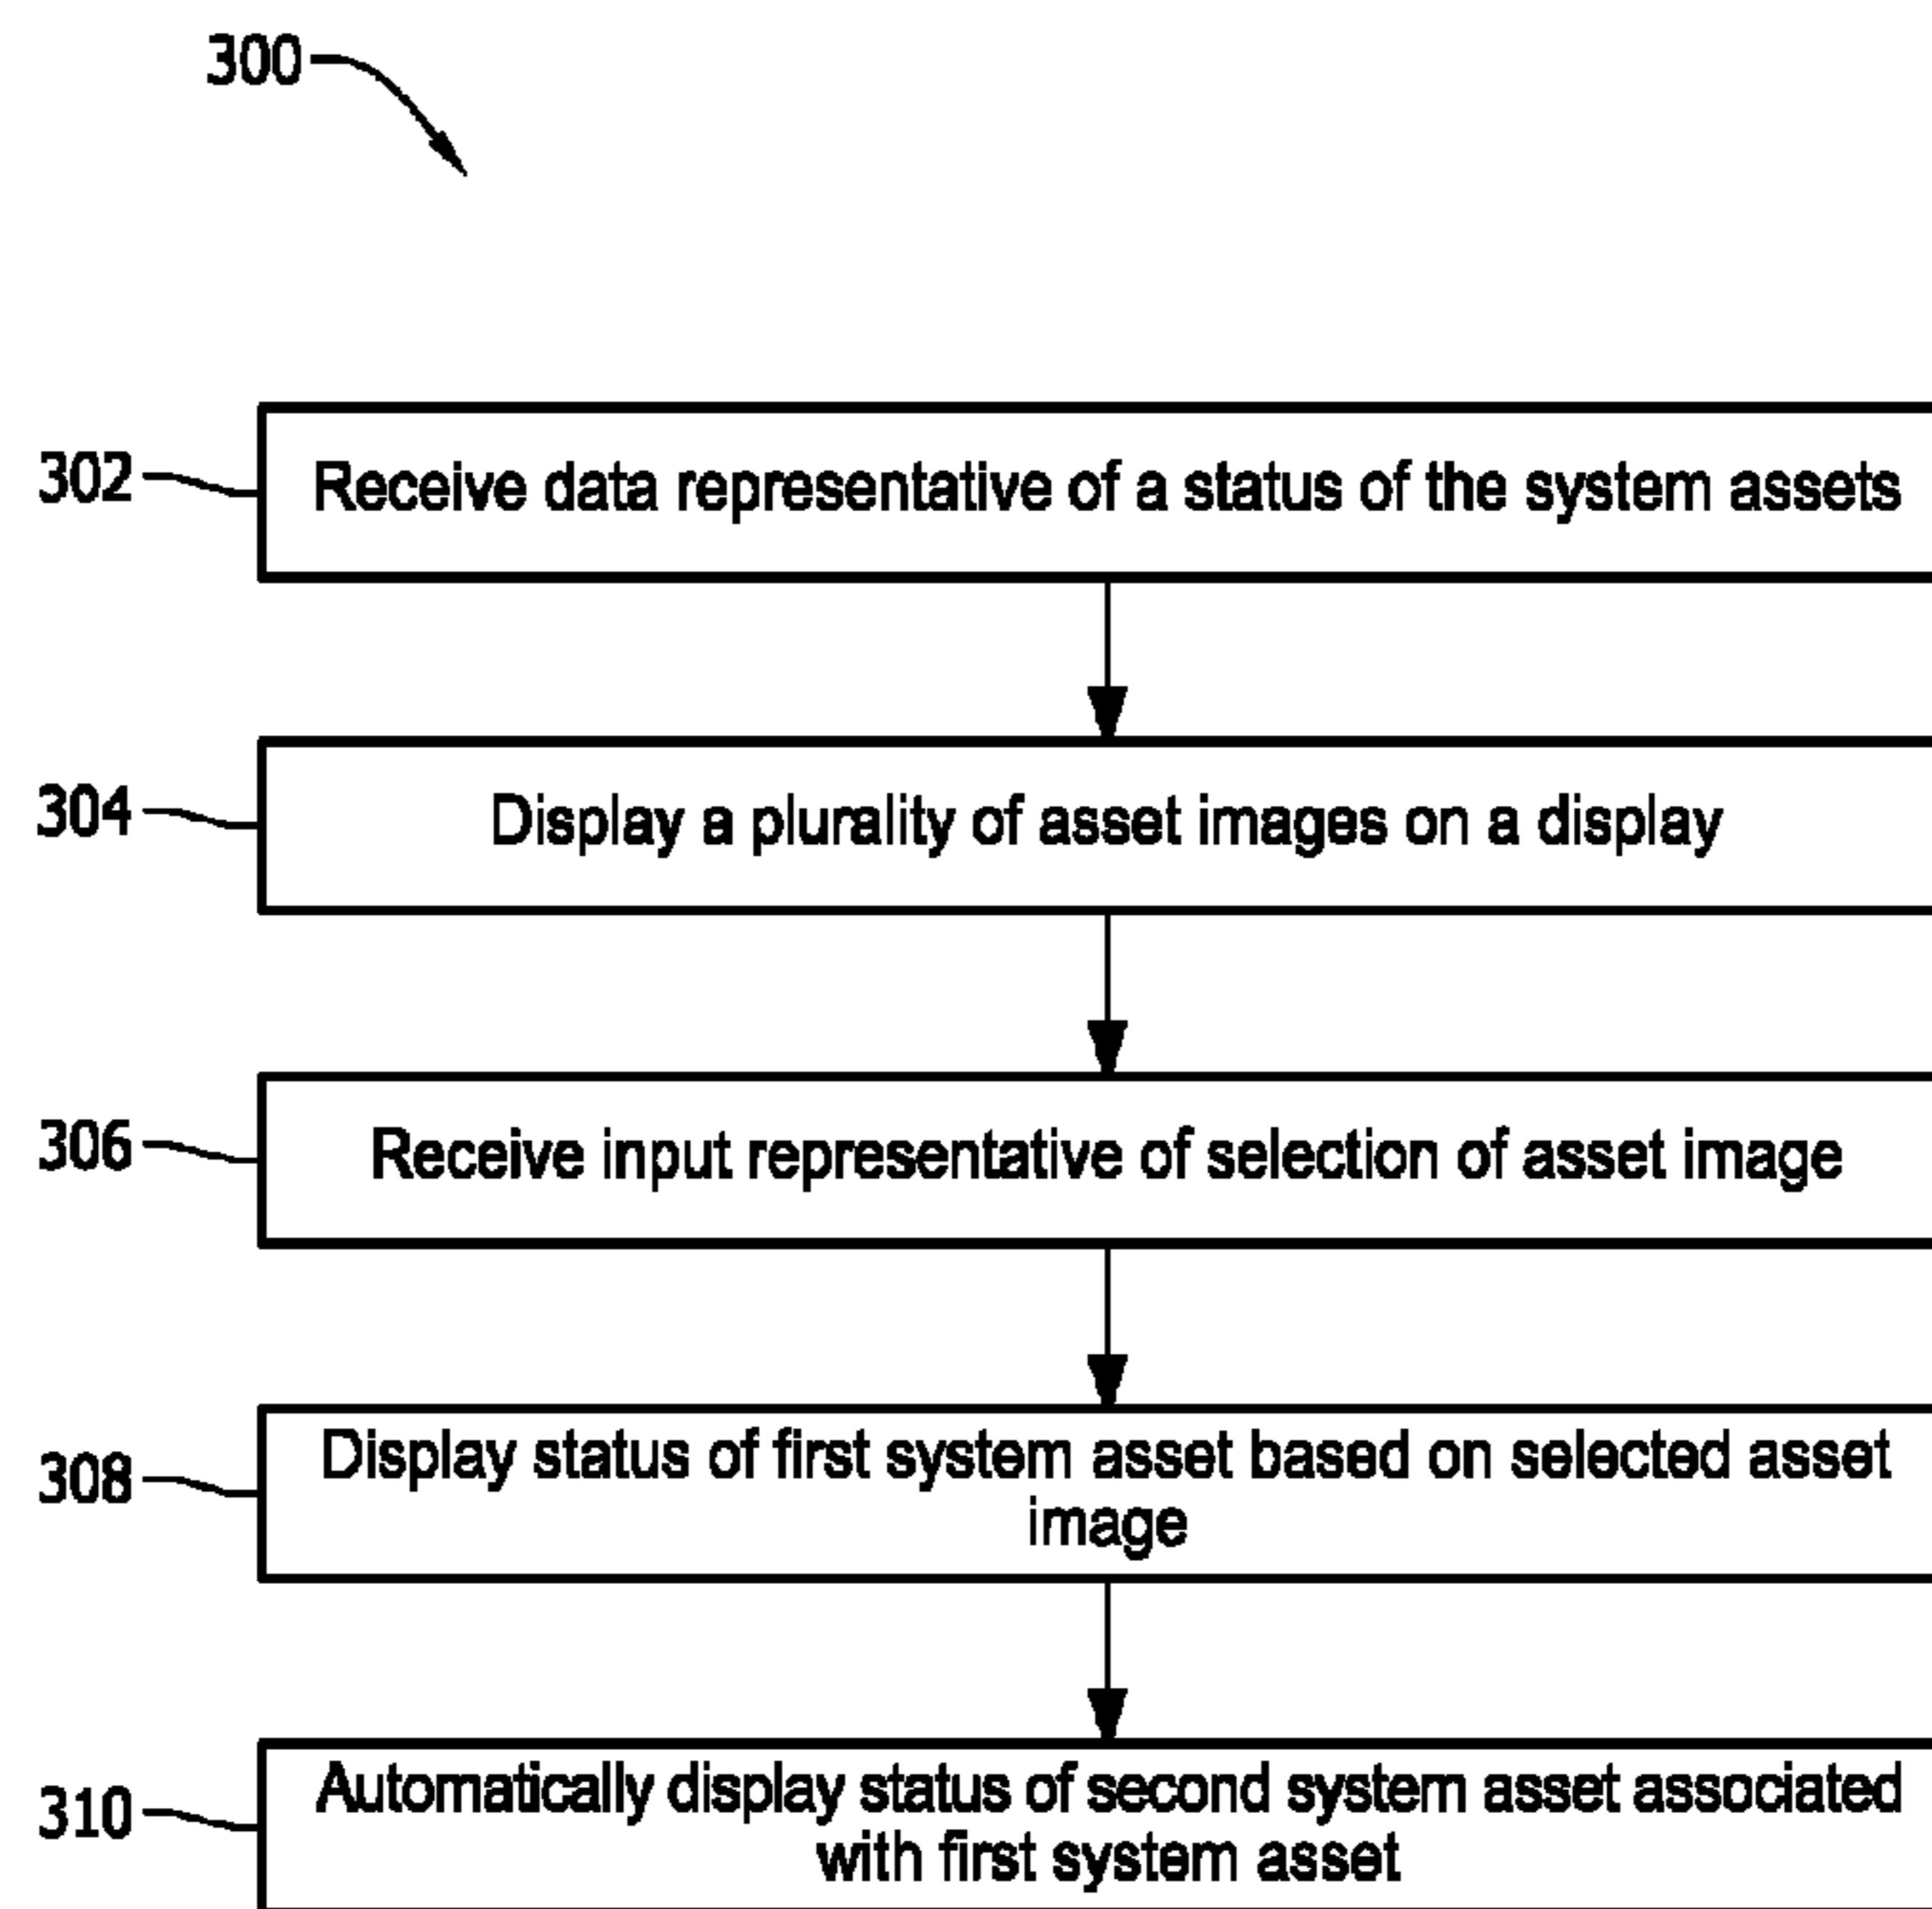 300
302
Receive data representative of a status of the system assets
304
Display a plurality of asset images on a display
306
Receive input representative of selection of asset image
308
Display status of first system asset based on selected asset
image
310
Automatically display status of second system asset associated
with first system asset